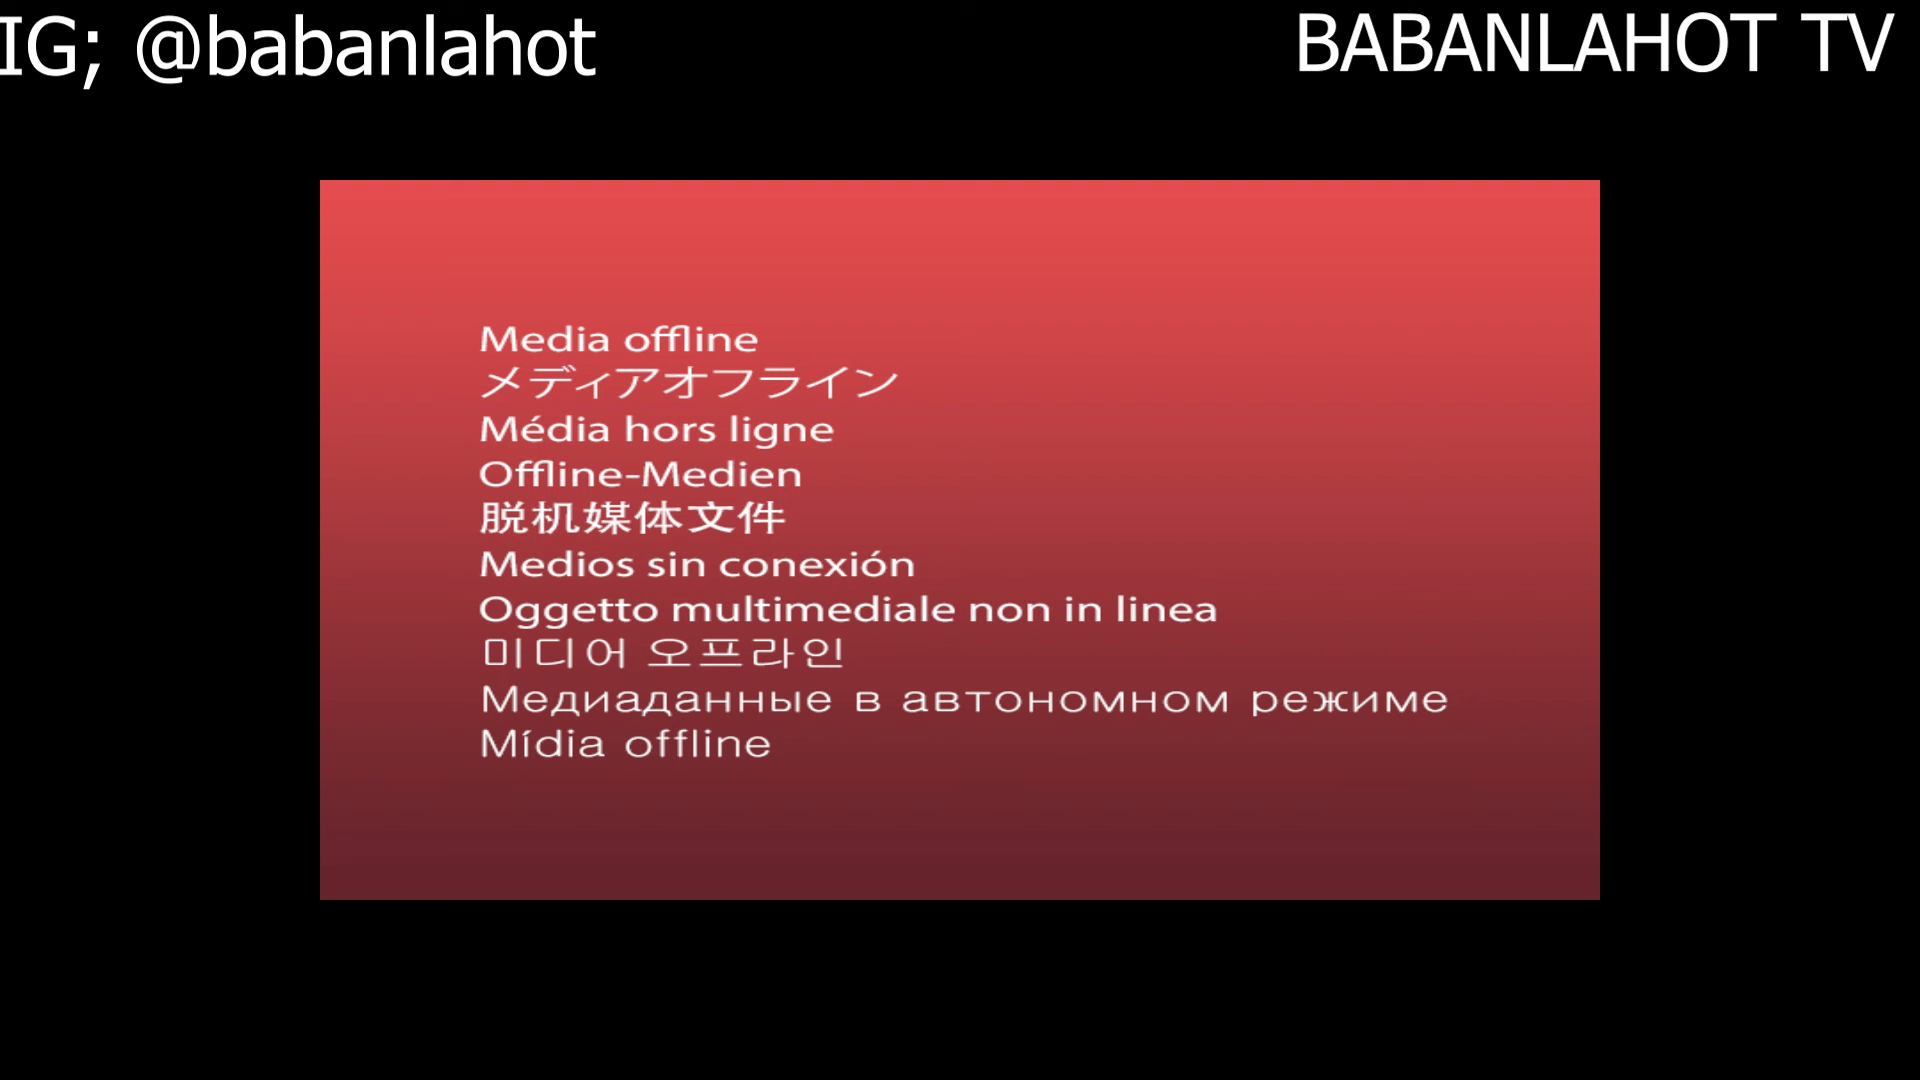 IG; @babanlahot
BABANLAHOT TV
Media offline
メディアオフライン
Média hors ligne
Offline-Medien
脱机媒体文件
Medios sin conexión
Oggetto multimediale non in linea
미디어 오프라인
Медиаданные в автономном режиме
Mídia offline